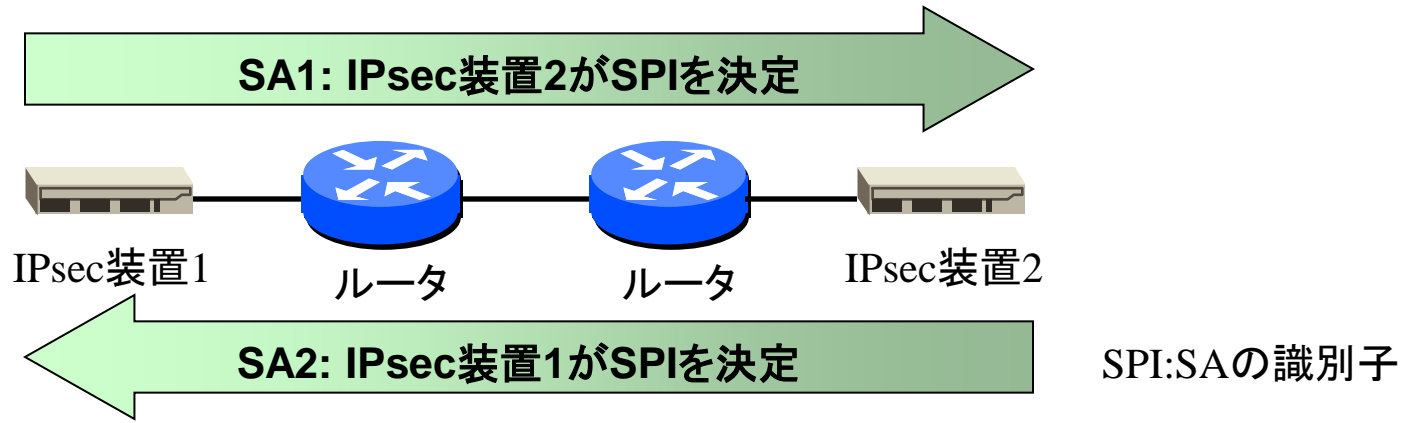 SA1: IPsec装置2がSPIを決定
IPsec装置1
ルータ
ルータ
IPsec装置2
SA2: IPsec装置1がSPIを決定
SPI:SAの識別子